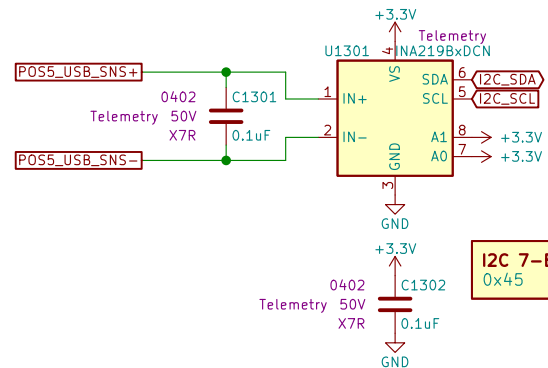 +3.3V
Telemetry
U1301
INA219BxDCN
4
VS
POS5_USB_SNS+
SDA
6
I2C_SDA
0402
C1301
1
IN+
SCL
5
I2C_SCL
Telemetry
50V
X7R
0.1uF
2
IN-
A1
8
+3.3V
A0
7
+3.3V
POS5_USB_SNS-
GND
3
GND
+3.3V
0402
C1302
Telemetry
50V
X7R
0.1uF
GND
I2C 7-
0x45